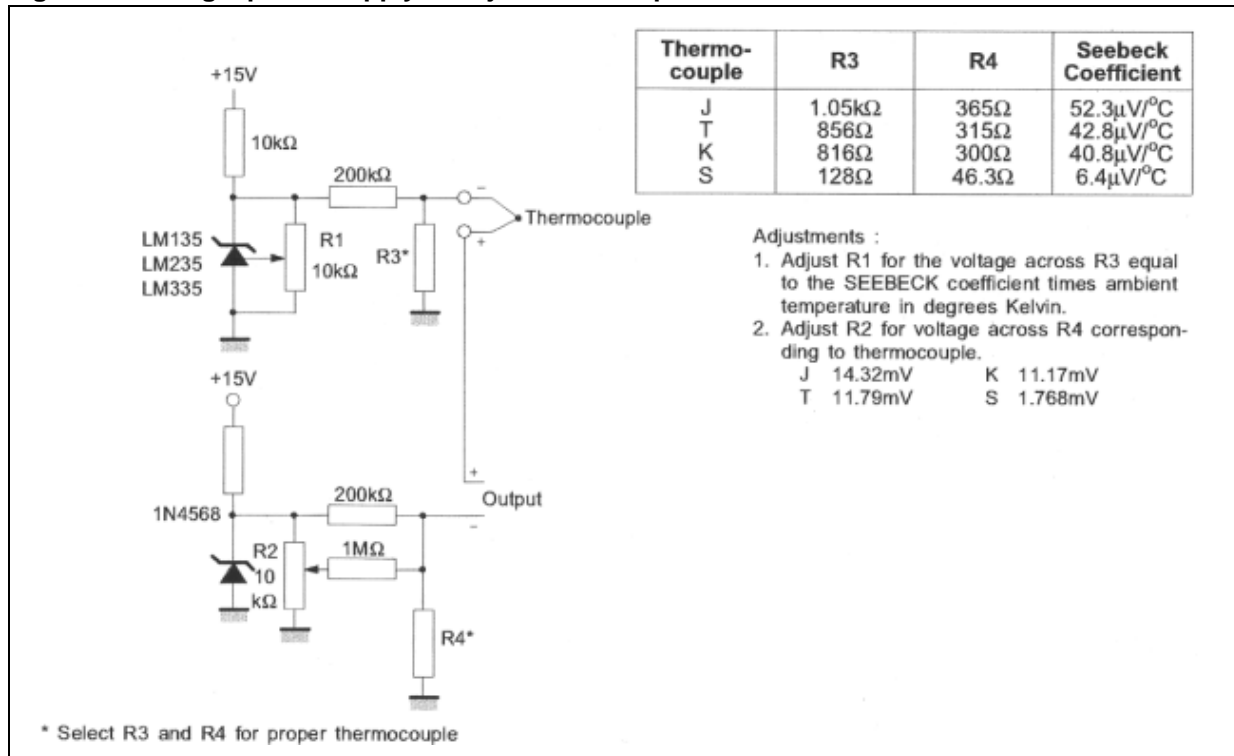 +15V
10kΩ
200kΩ
LM135
LM235
LM335
R1
10kΩ
R3*
−
+
Thermocouple
+15V
1N4568
R2
10
kΩ
200kΩ
1MΩ
R4*
+
Output
−
* Select R3 and R4 for proper thermocouple
Thermo-
couple R3 R4 Seebeck
Coefficient
J 1.05kΩ 365Ω 52.3μV/°C
T 856Ω 315Ω 42.8μV/°C
K 816Ω 300Ω 40.8μV/°C
S 128Ω 46.3Ω 6.4μV/°C
Adjustments :
1. Adjust R1 for the voltage across R3 equal
to the SEEBECK coefficient times ambient
temperature in degrees Kelvin.
2. Adjust R2 for voltage across R4 correspon-
ding to thermocouple.
J 14.32mV K 11.17mV
T 11.79mV S 1.768mV